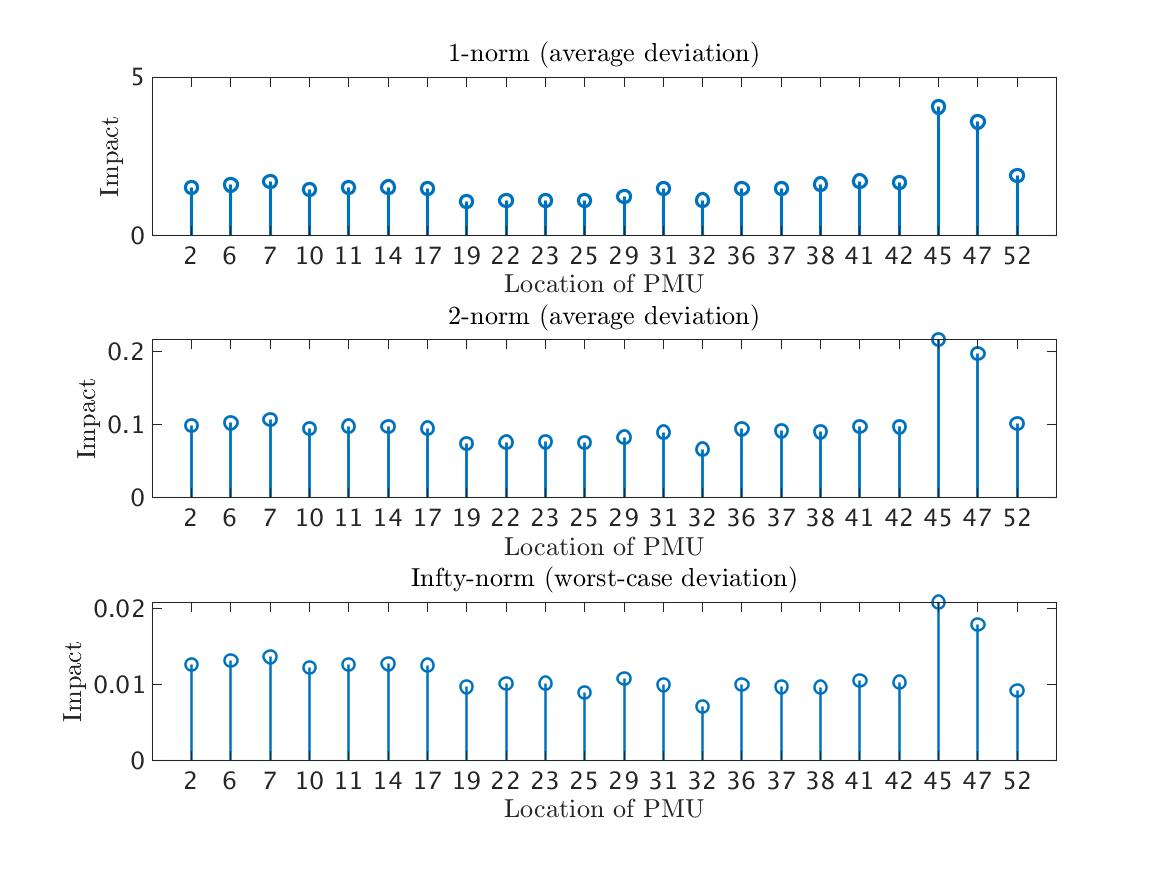 1-norm (average deviation)
5
0
Impact
2 6 7 10 11 14 17 19 22 23 25 29 31 32 36 37 38 41 42 45 47 52
Location of PMU
2-norm (average deviation)
0.2
0.1
0
Impact
2 6 7 10 11 14 17 19 22 23 25 29 31 32 36 37 38 41 42 45 47 52
Location of PMU
Infty-norm (worst-case deviation)
0.02
0.01
0
Impact
2 6 7 10 11 14 17 19 22 23 25 29 31 32 36 37 38 41 42 45 47 52
Location of PMU